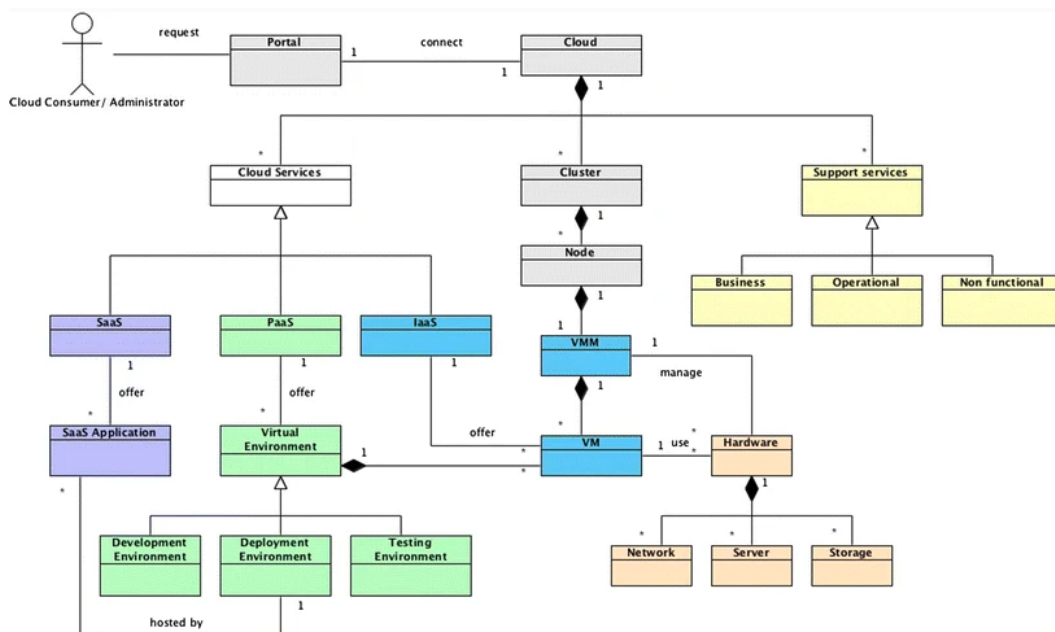 request
Portal
1
connect
1
Cloud
1
Cloud Consumer/ Administrator
*
*
*
Cloud Services
Cluster
Support services
1
*
Node
1
Business
Operational
Non functional
SaaS
PaaS
IaaS
1
VMM
1
1
1
1
manage
1
offer
offer
*
*
*
SaaS Application
Virtual
Environment
offer
1
*
*
VM
1
use
*
*
Hardware
1
*
*
*
*
Development
Environment
Deployment
Environment
Testing
Environment
Network
Server
Storage
1
hosted by